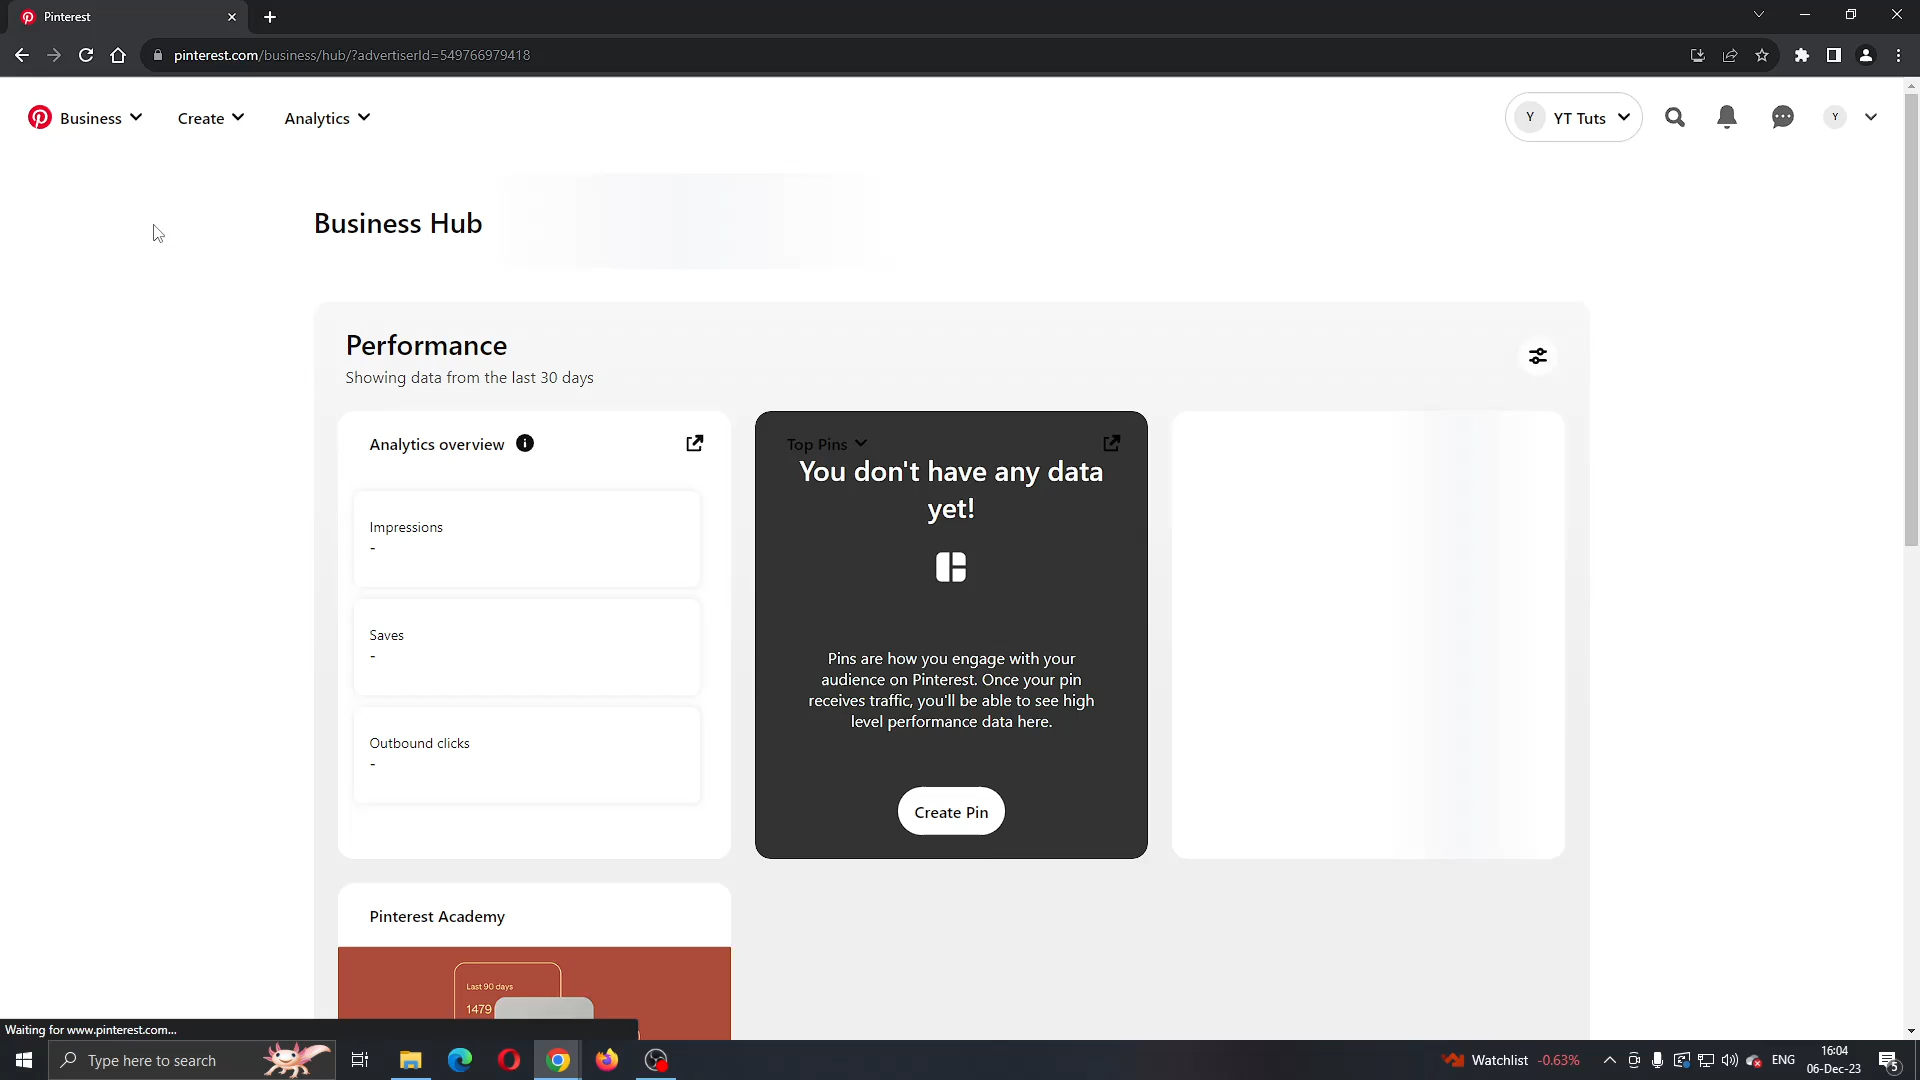 Pinterest
pinterest.com/business/hub/?advertiserId=549766979418
Business
Create
Analytics
Y
YT Tuts
Y
Business Hub
Performance
Showing data from the last 30 days
Analytics overview
Top Pins
You don't have any data
yet!
Impressions
-
Saves
-
Pins are how you engage with your
audience on Pinterest. Once your pin
receives traffic, you'll be able to see high
level performance data here.
Outbound clicks
-
Create Pin
Pinterest Academy
Last 90 days
1479
Waiting for www.pinterest.com...
Type here to search
Watchlist -0.63%
ENG
16:04
06-Dec-23
5